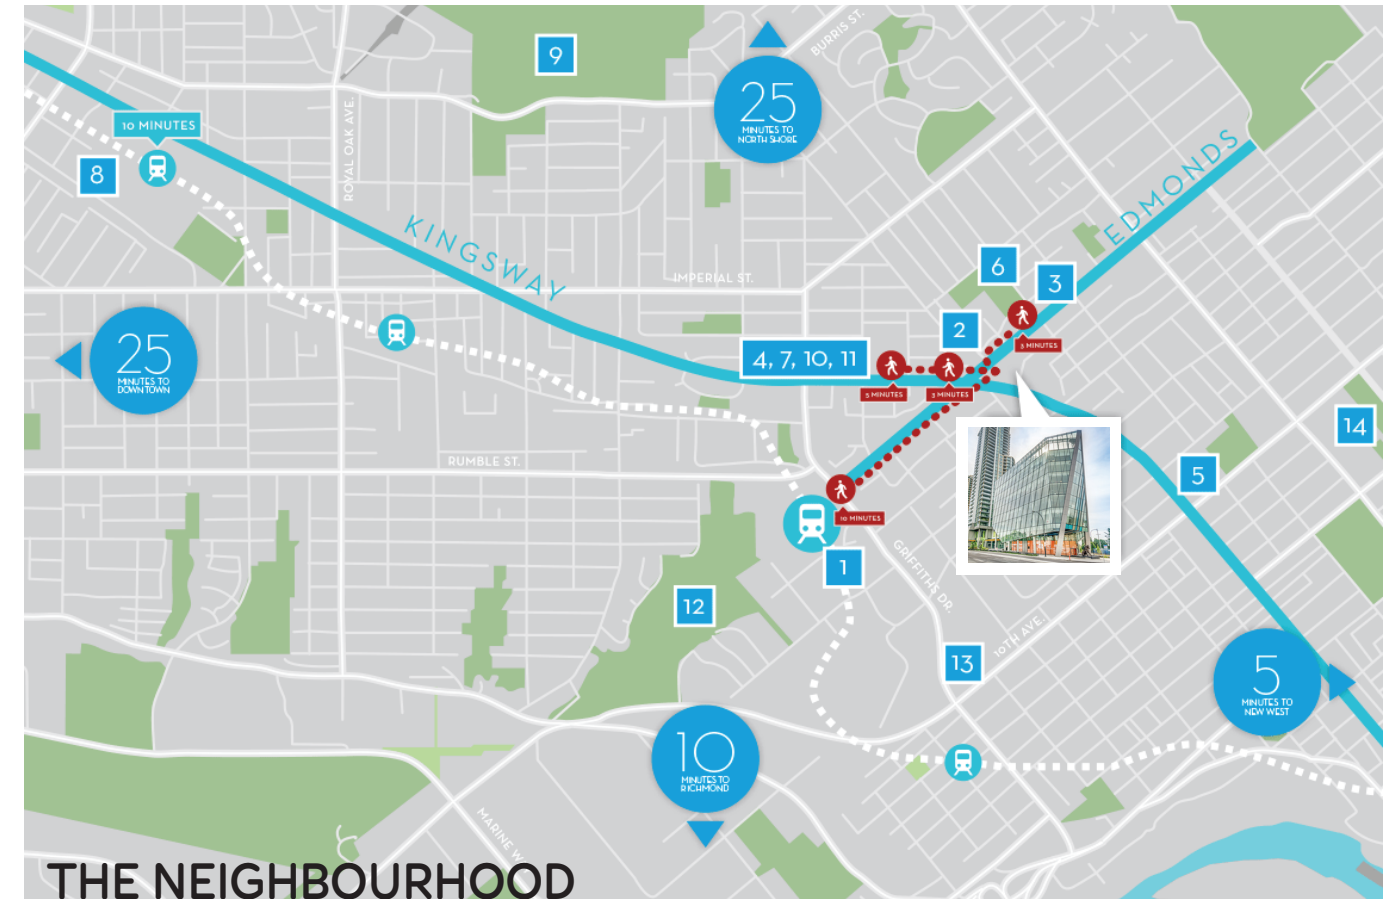 BURRIS ST.
9
25
MINUTES TO
NORTH SHORE
10 MINUTES
8
ROYAL OAK AVE.
EDMONDS
KINGSWAY
IMPERIAL ST.
6
3
25
MINUTES TO
DOWNTOWN
2
3 MINUTES
4, 7, 10, 11
5 MINUTES
3 MINUTES
14
RUMBLE ST.
5
10 MINUTES
1
GRIFFITHS DR.
12
10TH AVE.
13
5
MINUTES TO
NEW WEST
10
MINUTES TO
RICHMOND
MARINE W
THE NEIGHBOURHOOD